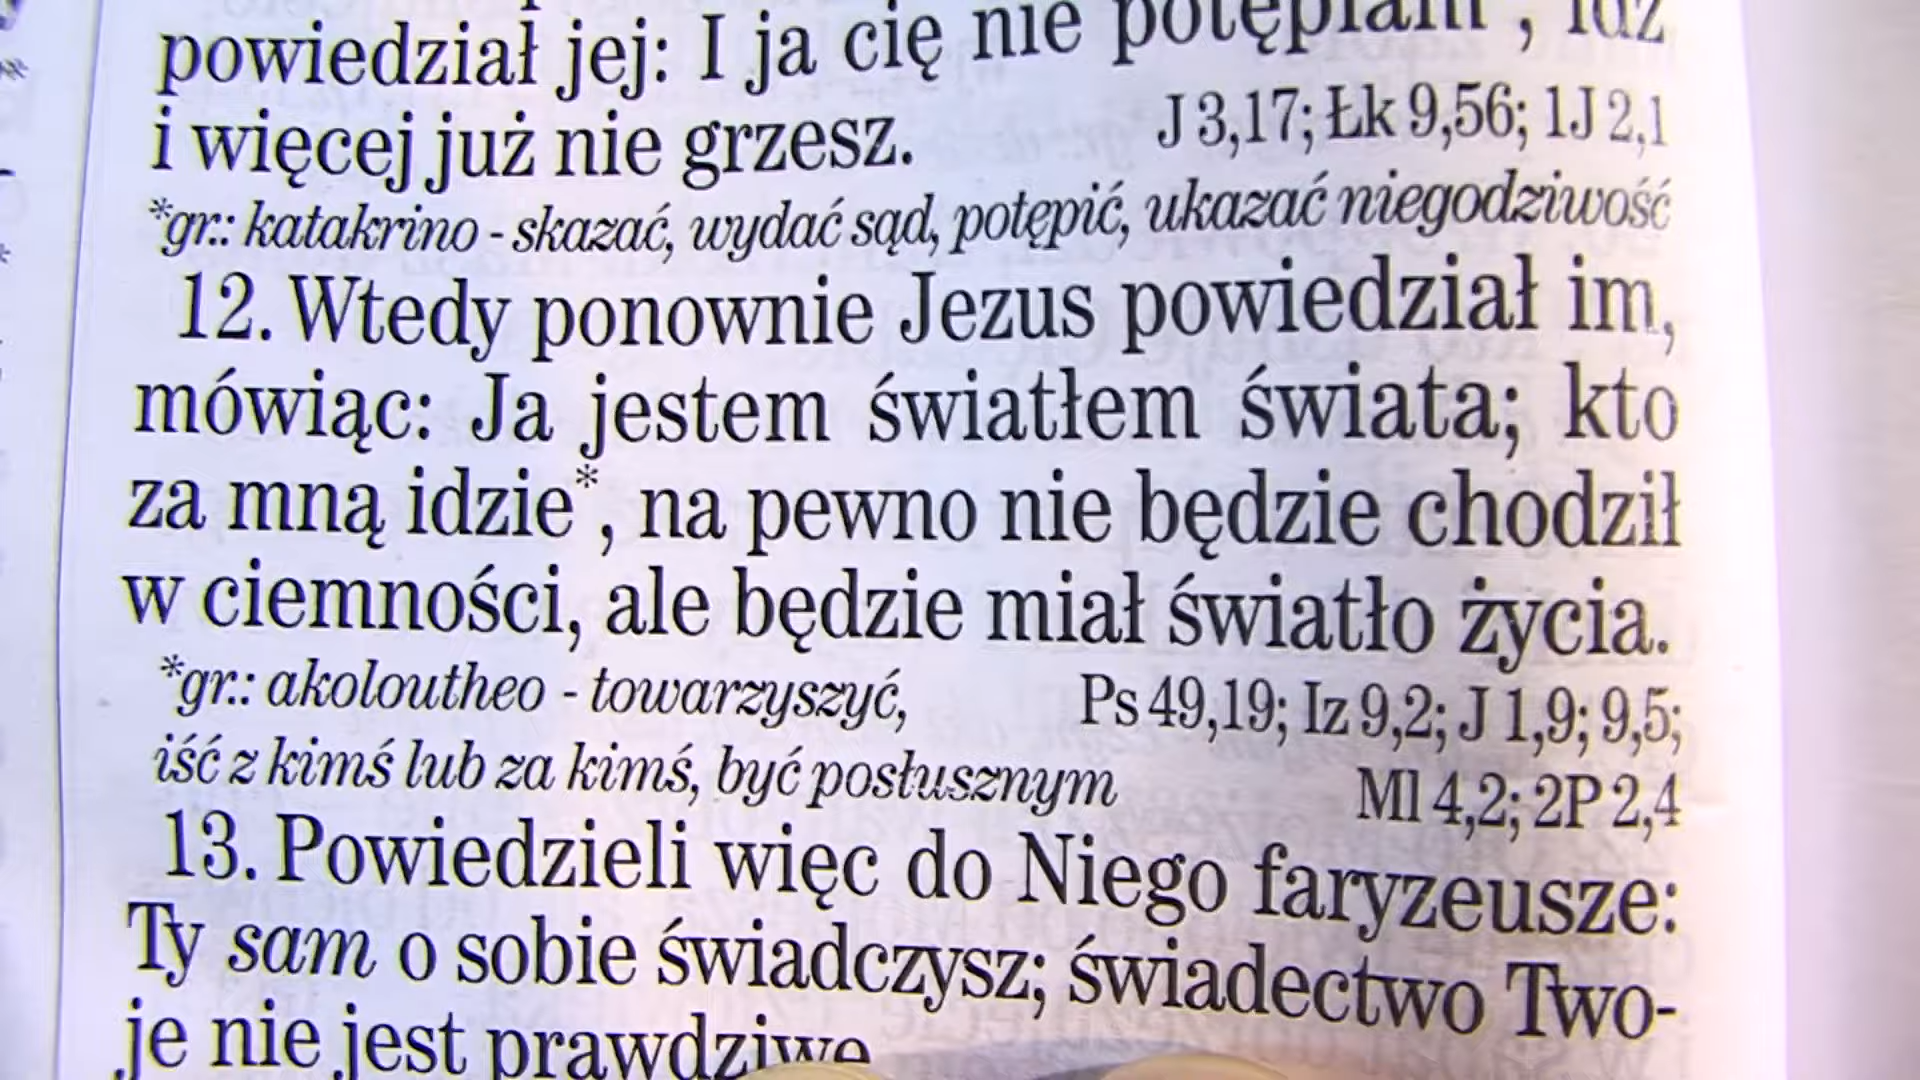 powiedział jej: I ja cię nie potępiam*, idź
i więcej już nie grzesz. J 3,17; Łk 9,56; 1J 2,1
*gr.: katakrino - skazać, wydać sąd, potępić, ukazać niegodziwość
12. Wtedy ponownie Jezus powiedział im,
mówiąc: Ja jestem światłem świata; kto
za mną idzie*, na pewno nie będzie chodził
w ciemności, ale będzie miał światło życia.
*gr.: akoloutheo - towarzyszyć, Ps 49,19; Iz 9,2; J 1,9; 9,5;
iść z kimś lub za kimś, być posłusznym Ml 4,2; 2P 2,4
13. Powiedzieli więc do Niego faryzeusze:
Ty sam o sobie świadczysz; świadectwo Two-
je nie jest prawdziwe